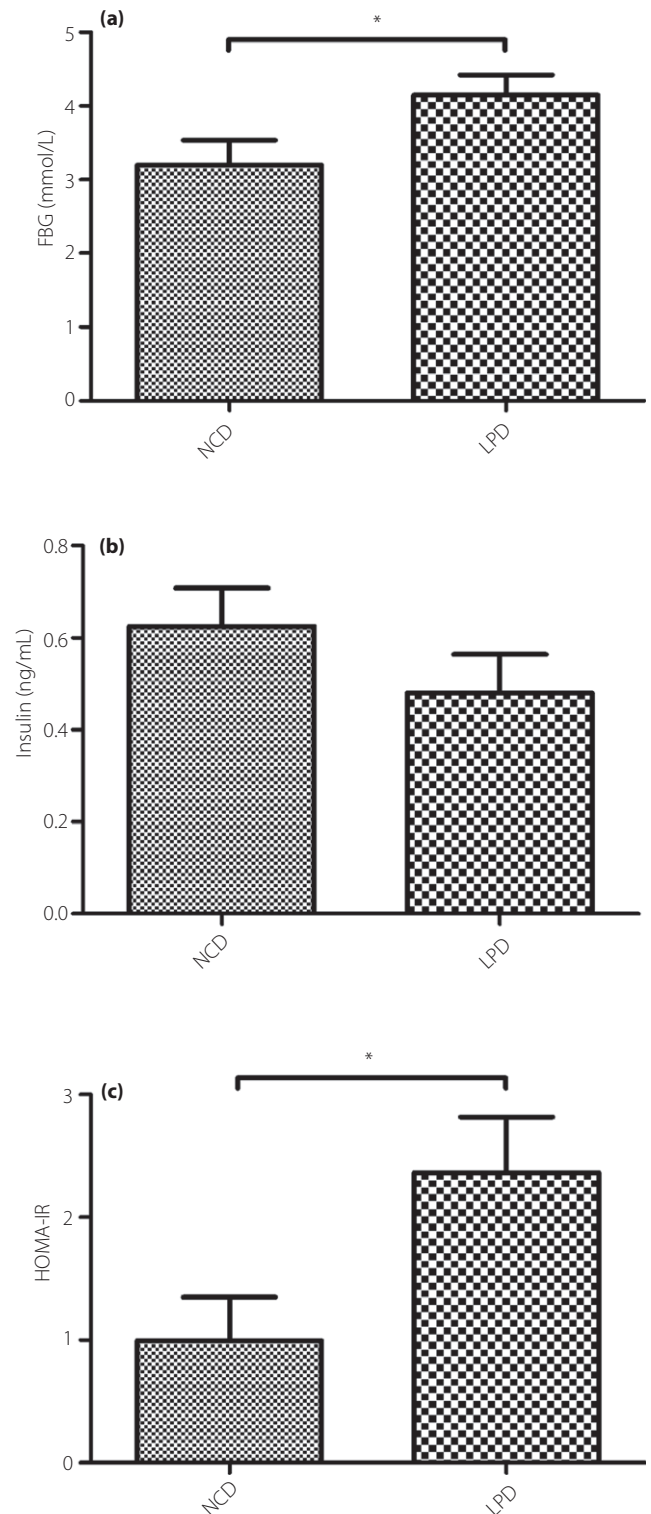 (a)
*
5
4
3
2
1
0
FBG (mmol/L)
NCD
LPD
(b)
0.8
0.6
0.4
0.2
0.0
Insulin (ng/mL)
NCD
LPD
(c)
*
3
2
1
0
HOMA-IR
NCD
LPD